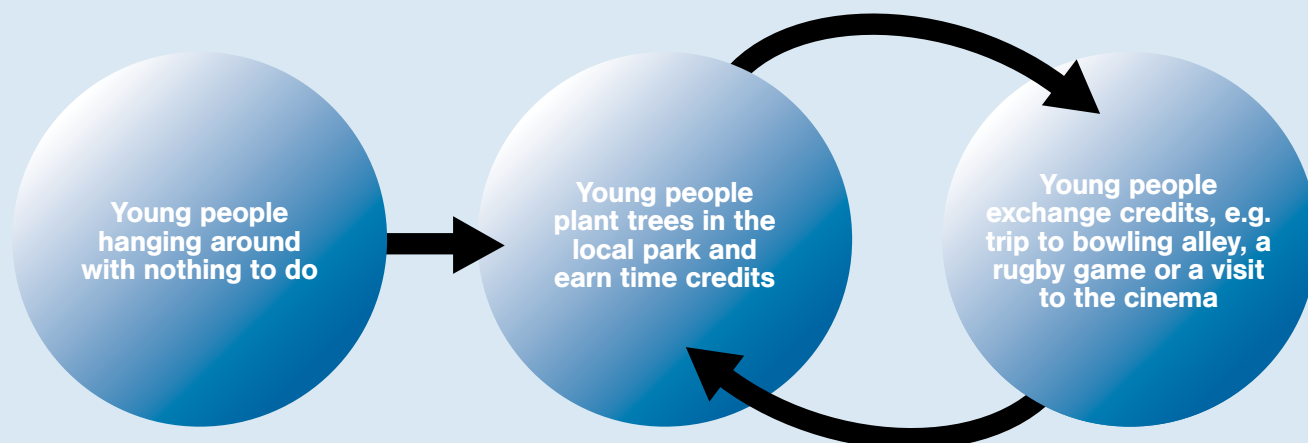 Young people
hanging around
with nothing to do
Young people
plant trees in the
local park and
earn time credits
Young people
exchange credits, e.g.
trip to bowling alley, a
rugby game or a visit
to the cinema